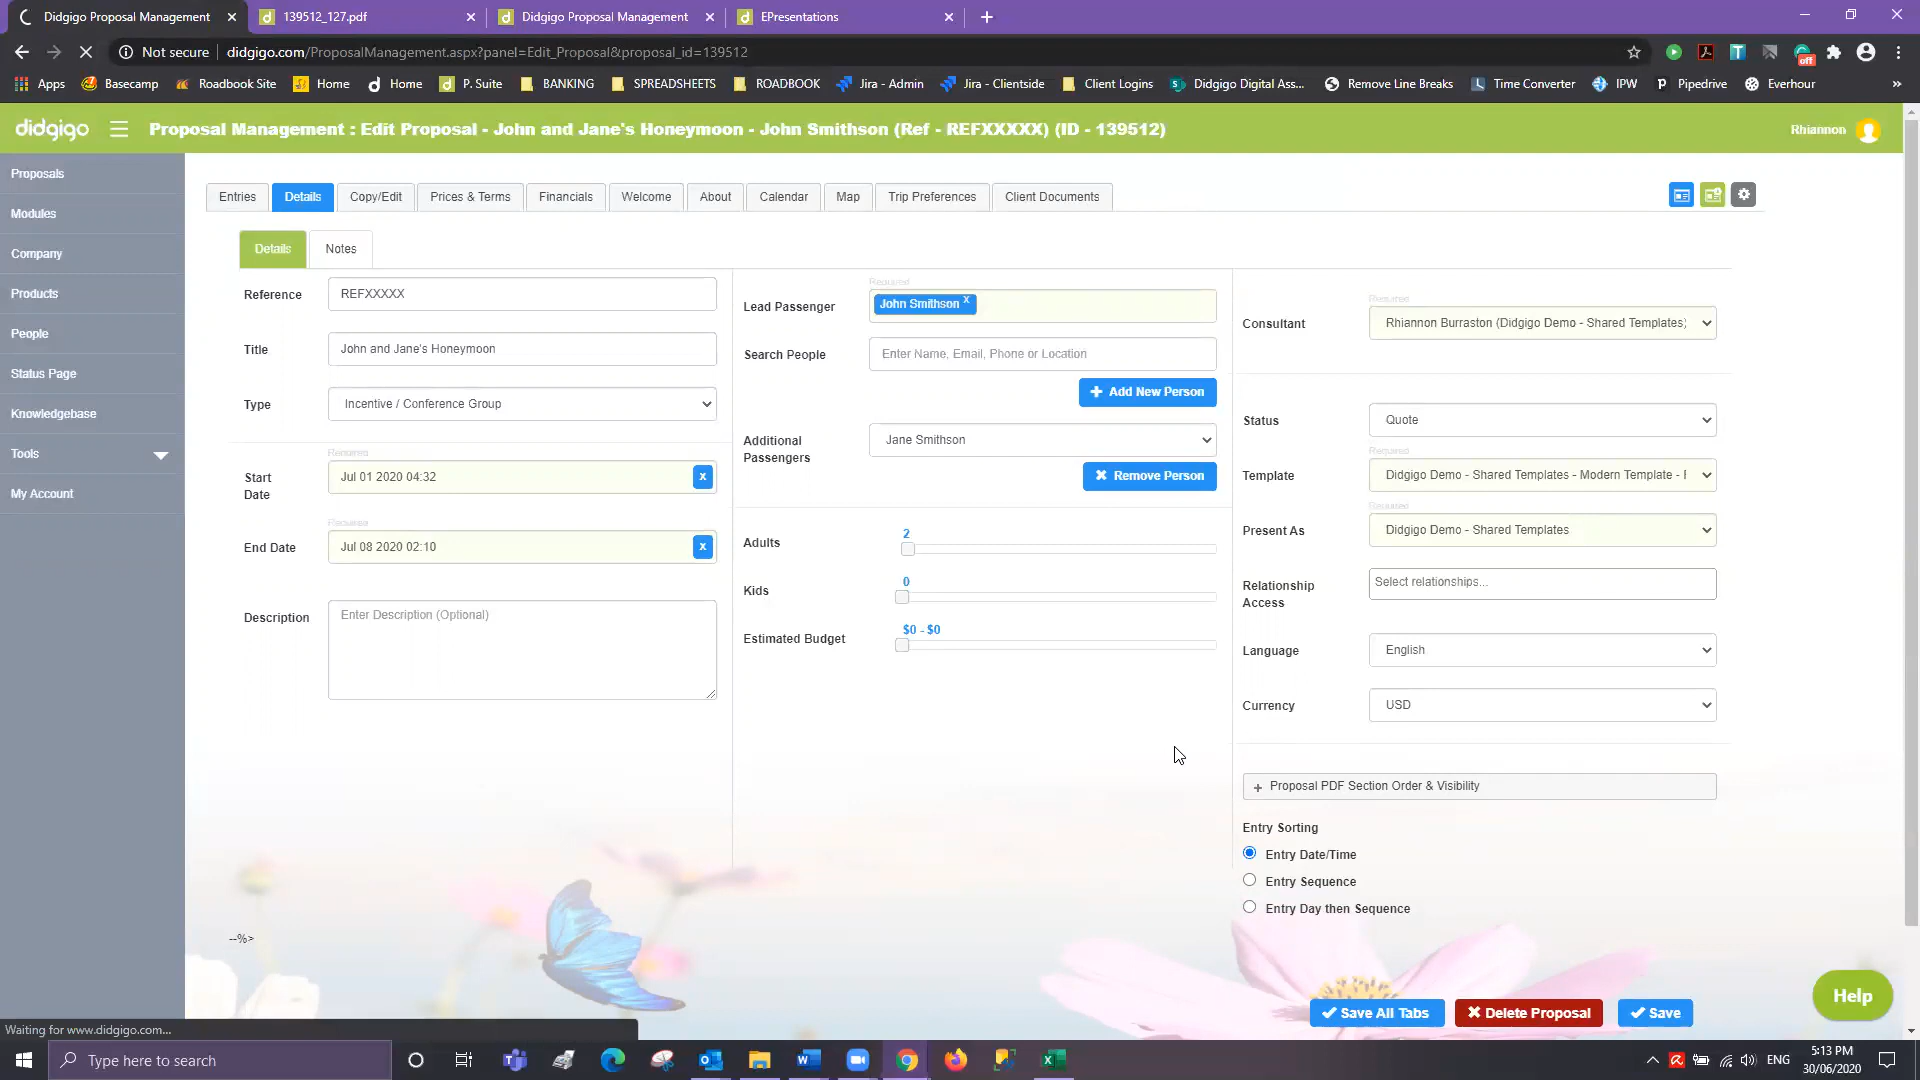 Didgigo Proposal Management
139512_127.pdf
Didgigo Proposal Management
EPresentations
Not secure
didgigo.com/ProposalManagement.aspx?panel=Edit_Proposal&proposal_id=139512
off
Apps
Basecamp
Roadbook Site
Home
Home
P. Suite
BANKING
SPREADSHEETS
ROADBOOK
Jira - Admin
Jira - Clientside
Client Logins
Didgigo Digital Ass...
Remove Line Breaks
Time Converter
IPW
Pipedrive
Everhour
»
didgigo
Proposal Management : Edit Proposal - John and Jane's Honeymoon - John Smithson (Ref - REFXXXXX) (ID - 139512)
Rhiannon
Proposals
Modules
Company
Products
People
Status Page
Knowledgebase
Tools
My Account
Entries
Details
Copy/Edit
Prices & Terms
Financials
Welcome
About
Calendar
Map
Trip Preferences
Client Documents
Details
Notes
Reference
REFXXXXX
Title
John and Jane's Honeymoon
Type
Incentive / Conference Group
Required
Start
Date
Jul 01 2020 04:32
x
Required
End Date
Jul 08 2020 02:10
x
Description
Enter Description (Optional)
Required
Lead Passenger
John Smithson x
Search People
Enter Name, Email, Phone or Location
+ Add New Person
Additional
Passengers
Jane Smithson
Remove Person
Adults
2
Kids
0
Estimated Budget
$0 - $0
Required
Consultant
Rhiannon Burraston (Didgigo Demo - Shared Templates)
Status
Quote
Required
Template
Didgigo Demo - Shared Templates - Modern Template - F
Required
Present As
Didgigo Demo - Shared Templates
Relationship
Access
Select relationships...
Language
English
Currency
USD
+ Proposal PDF Section Order & Visibility
Entry Sorting
Entry Date/Time
Entry Sequence
Entry Day then Sequence
--%>
Save All Tabs
Delete Proposal
Save
Help
Waiting for www.didgigo.com...
Type here to search
ENG
5:13 PM
30/06/2020